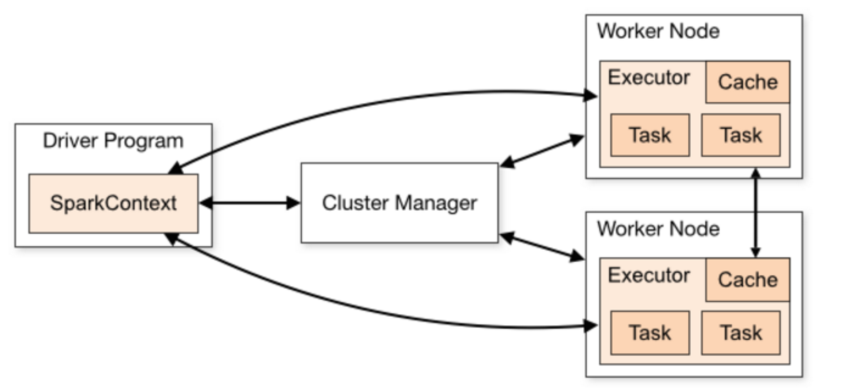 Driver Program
SparkContext
Cluster Manager
Worker Node
Executor
Cache
Task
Task
Worker Node
Executor
Cache
Task
Task